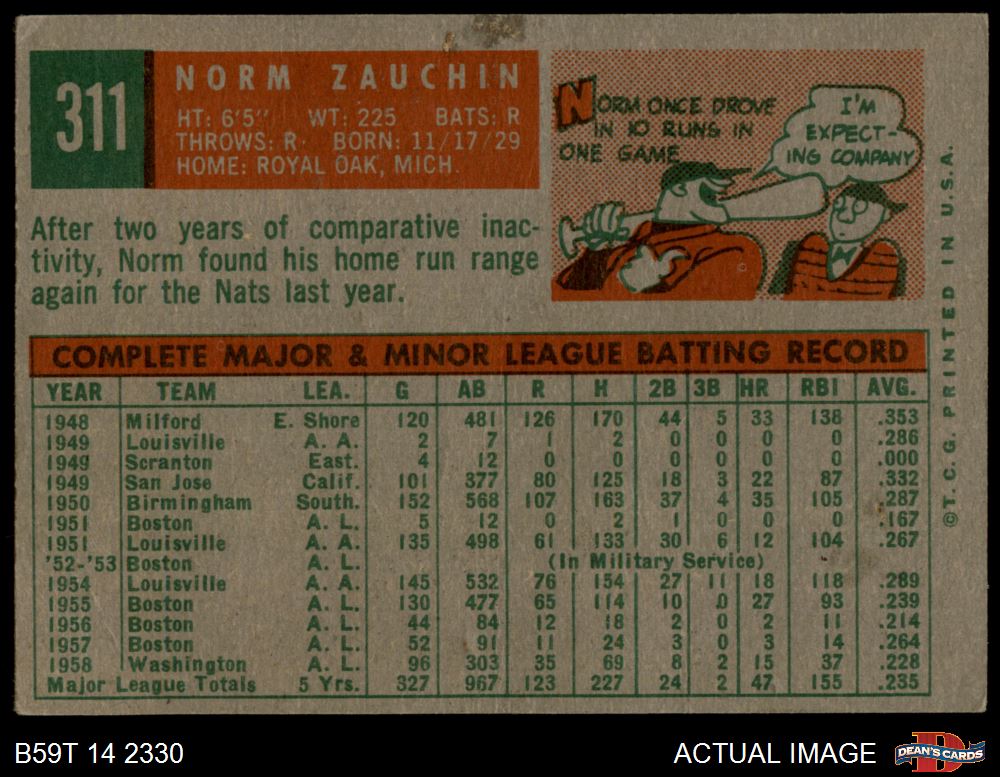 311
NORM ZAUCHIN
HT: 6'5" WT: 225 BATS: R
THROWS: R BORN: 11/17/29
HOME: ROYAL OAK, MICH.
After two years of comparative inac-
tivity, Norm found his home run range
again for the Nats last year.
NORM ONCE DROVE
IN 10 RUNS IN
ONE GAME
I'M
EXPECT-
ING COMPANY
COMPLETE MAJOR & MINOR LEAGUE BATTING RECORD
YEAR TEAM LEA. G AB R H 2B 3B HR RBI AVG.
1948 Milford E. Shore 120 481 126 170 44 5 33 138 .353
1949 Louisville A. A. 2 7 1 2 0 0 0 0 .286
1949 Scranton East. 4 12 0 0 0 0 0 0 .000
1949 San Jose Calif. 101 377 80 125 18 3 22 87 .332
1950 Birmingham South. 152 568 107 163 37 4 35 105 .287
1951 Boston A. L. 5 12 0 2 1 0 0 0 .167
1951 Louisville A. A. 135 498 61 133 30 6 12 104 .267
'52-'53 Boston A. L. (In Military Service)
1954 Louisville A. A. 145 532 76 154 27 11 18 118 .289
1955 Boston A. L. 130 477 65 114 10 0 27 93 .239
1956 Boston A. L. 44 84 12 18 2 0 2 11 .214
1957 Boston A. L. 52 91 11 24 3 0 3 14 .264
1958 Washington A. L. 96 303 35 69 8 2 15 37 .228
Major League Totals 5 Yrs. 327 967 123 227 24 2 47 155 .235
©T. C. G. PRINTED IN U.S.A.
B59T 14 2330
ACTUAL IMAGE
D
DEAN'S CARDS